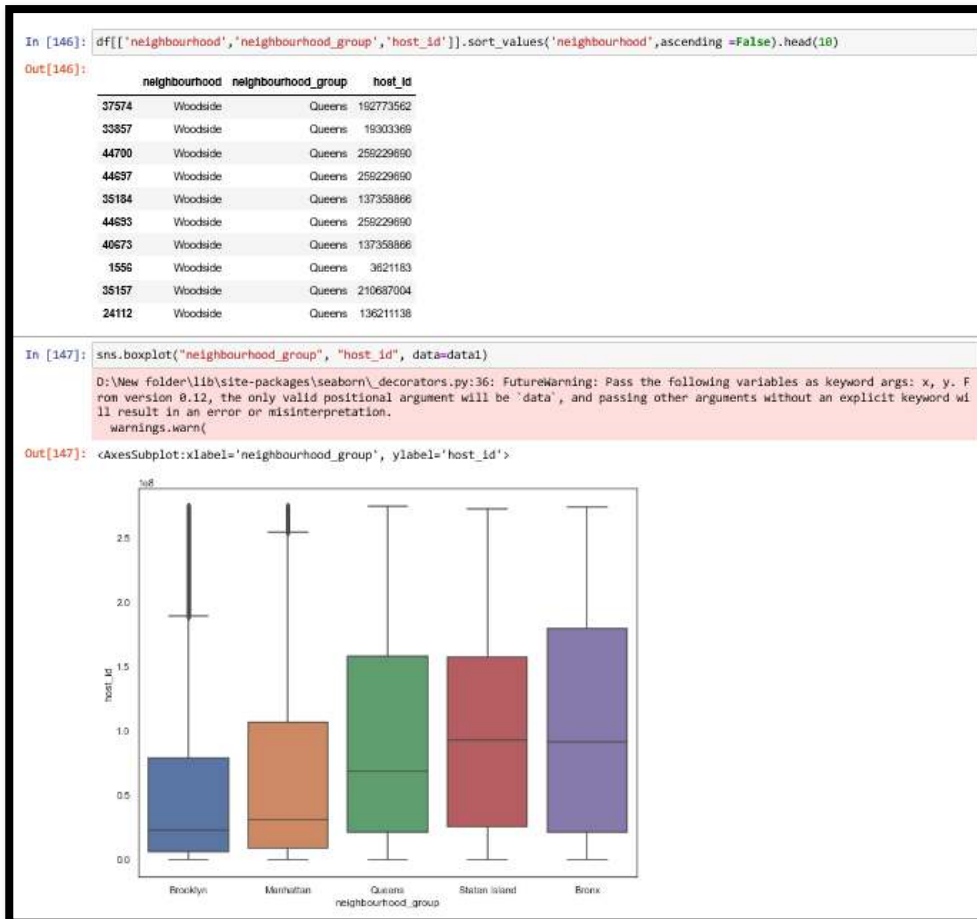 In [146]: df[['neighbourhood','neighbourhood_group','host_id']].sort_values('neighbourhood',ascending =False).head(10)
Out[146]:
neighbourhood neighbourhood_group host_id
37574 Woodside Queens 192773562
33857 Woodside Queens 19303369
44700 Woodside Queens 259229690
44697 Woodside Queens 259229690
35184 Woodside Queens 137358866
44693 Woodside Queens 259229690
40673 Woodside Queens 137358866
1556 Woodside Queens 3621183
35157 Woodside Queens 210687004
24112 Woodside Queens 136211138
In [147]: sns.boxplot("neighbourhood_group", "host_id", data=data1)
D:\New folder\lib\site-packages\seaborn\_decorators.py:36: FutureWarning: Pass the following variables as keyword args: x, y. F
rom version 0.12, the only valid positional argument will be `data`, and passing other arguments without an explicit keyword wi
ll result in an error or misinterpretation.
warnings.warn(
Out[147]: <AxesSubplot:xlabel='neighbourhood_group', ylabel='host_id'>
1e8
2.5
2.0
1.5
host_id
1.0
0.5
0.0
Brooklyn Manhattan Queens Staten Island Bronx
neighbourhood_group